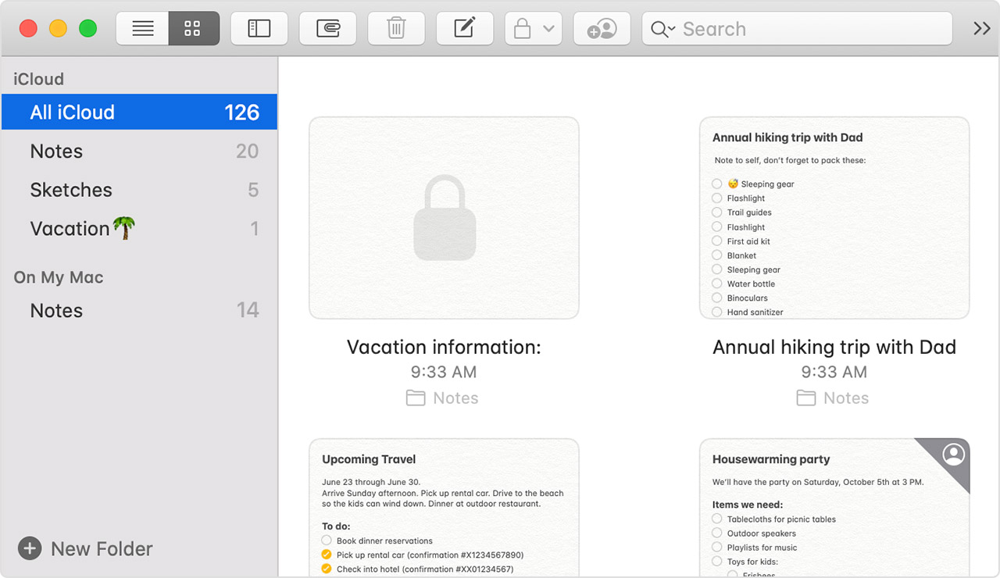 Search
iCloud
All iCloud 126
Notes 20
Sketches 5
Vacation🌴 1
On My Mac
Notes 14
New Folder
Vacation information:
9:33 AM
Notes
Annual hiking trip with Dad
Note to self, don’t forget to pack these:
😴 Sleeping gear
Flashlight
Trail guides
Flashlight
First aid kit
Blanket
Sleeping gear
Water bottle
Binoculars
Hand sanitizer
Annual hiking trip with Dad
9:33 AM
Notes
Upcoming Travel
June 23 through June 30.
Arrive Sunday afternoon. Pick up rental car. Drive to the beach
so the kids can wind down. Dinner at outdoor restaurant.
To do:
Book dinner reservations
Pick up rental car (confirmation #X1234567890)
Check into hotel (confirmation #XX01234567)
Housewarming party
We’ll have the party on Saturday, October 5th at 3 PM.
Items we need:
Tablecloths for picnic tables
Outdoor speakers
Playlists for music
Toys for kids:
Frisbees